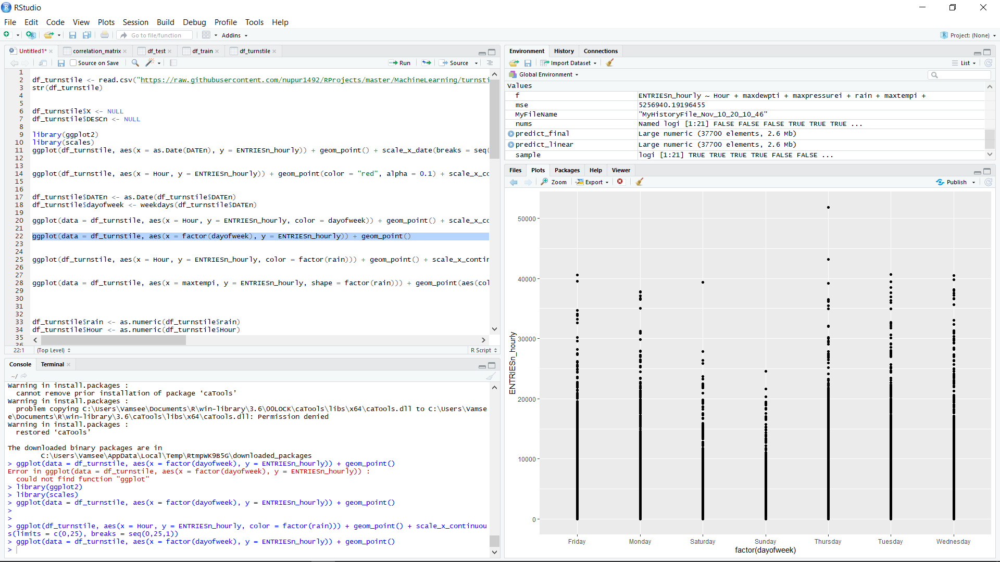 RStudio
File Edit Code View Plots Session Build Debug Profile Tools Help
Go to file/function Addins Project: (None)
Untitled1* correlation_matrix df_test df_train df_turnstile
Source on Save Run Source
1
2 df_turnstile <- read.csv("https://raw.githubusercontent.com/nupur1492/RProjects/master/MachineLearning/turnsti
3 str(df_turnstile)
4
5
6 df_turnstile$X <- NULL
7 df_turnstile$DESCn <- NULL
8
9 library(ggplot2)
10 library(scales)
11 ggplot(df_turnstile, aes(x = as.Date(DATEn), y = ENTRIESn_hourly)) + geom_point() + scale_x_date(breaks = seq(
12
13
14 ggplot(df_turnstile, aes(x = Hour, y = ENTRIESn_hourly)) + geom_point(color = "red", alpha = 0.1) + scale_x_co
15
16
17 df_turnstile$DATEn <- as.Date(df_turnstile$DATEn)
18 df_turnstile$dayofweek <- weekdays(df_turnstile$DATEn)
19
20 ggplot(data = df_turnstile, aes(x = Hour, y = ENTRIESn_hourly, color = dayofweek)) + geom_point() + scale_x_co
21
22 ggplot(data = df_turnstile, aes(x = factor(dayofweek), y = ENTRIESn_hourly)) + geom_point()
23
24
25 ggplot(df_turnstile, aes(x = Hour, y = ENTRIESn_hourly, color = factor(rain))) + geom_point() + scale_x_contin
26
27
28 ggplot(data = df_turnstile, aes(x = maxtempi, y = ENTRIESn_hourly, shape = factor(rain))) + geom_point(aes(col
29
30
31
32
33 df_turnstile$rain <- as.numeric(df_turnstile$rain)
34 df_turnstile$Hour <- as.numeric(df_turnstile$Hour)
35
36
22:1 (Top Level) R Script
Console Terminal
~/
Warning in install.packages :
cannot remove prior installation of package ‘caTools’
Warning in install.packages :
problem copying C:\Users\Vamsee\Documents\R\win-library\3.6\00LOCK\caTools\libs\x64\caTools.dll to C:\Users\Vamse
e\Documents\R\win-library\3.6\caTools\libs\x64\caTools.dll: Permission denied
Warning in install.packages :
restored ‘caTools’
The downloaded binary packages are in
C:\Users\Vamsee\AppData\Local\Temp\RtmpWK9B5G\downloaded_packages
> ggplot(data = df_turnstile, aes(x = factor(dayofweek), y = ENTRIESn_hourly)) + geom_point()
Error in ggplot(data = df_turnstile, aes(x = factor(dayofweek), y = ENTRIESn_hourly)) :
could not find function "ggplot"
> library(ggplot2)
> library(scales)
> ggplot(data = df_turnstile, aes(x = factor(dayofweek), y = ENTRIESn_hourly)) + geom_point()
>
>
> ggplot(df_turnstile, aes(x = Hour, y = ENTRIESn_hourly, color = factor(rain))) + geom_point() + scale_x_continuou
s(limits = c(0,25), breaks = seq(0,25,1))
> ggplot(data = df_turnstile, aes(x = factor(dayofweek), y = ENTRIESn_hourly)) + geom_point()
>
Environment History Connections
Import Dataset List
Global Environment
Values
f ENTRIESn_hourly ~ Hour + maxdewpti + maxpressurei + rain + maxtempi +
mse 5256940.19196455
MyFileName "MyHistoryFile_Nov_10_20_10_46"
nums Named logi [1:21] FALSE FALSE FALSE TRUE TRUE TRUE ...
predict_final Large numeric (37700 elements, 2.6 Mb)
predict_linear Large numeric (37700 elements, 2.6 Mb)
sample logi [1:21] TRUE TRUE TRUE TRUE FALSE FALSE ...
Files Plots Packages Help Viewer
Zoom Export Publish
50000
40000
30000
20000
10000
0
ENTRIESn_hourly
Friday Monday Saturday Sunday Thursday Tuesday Wednesday
factor(dayofweek)